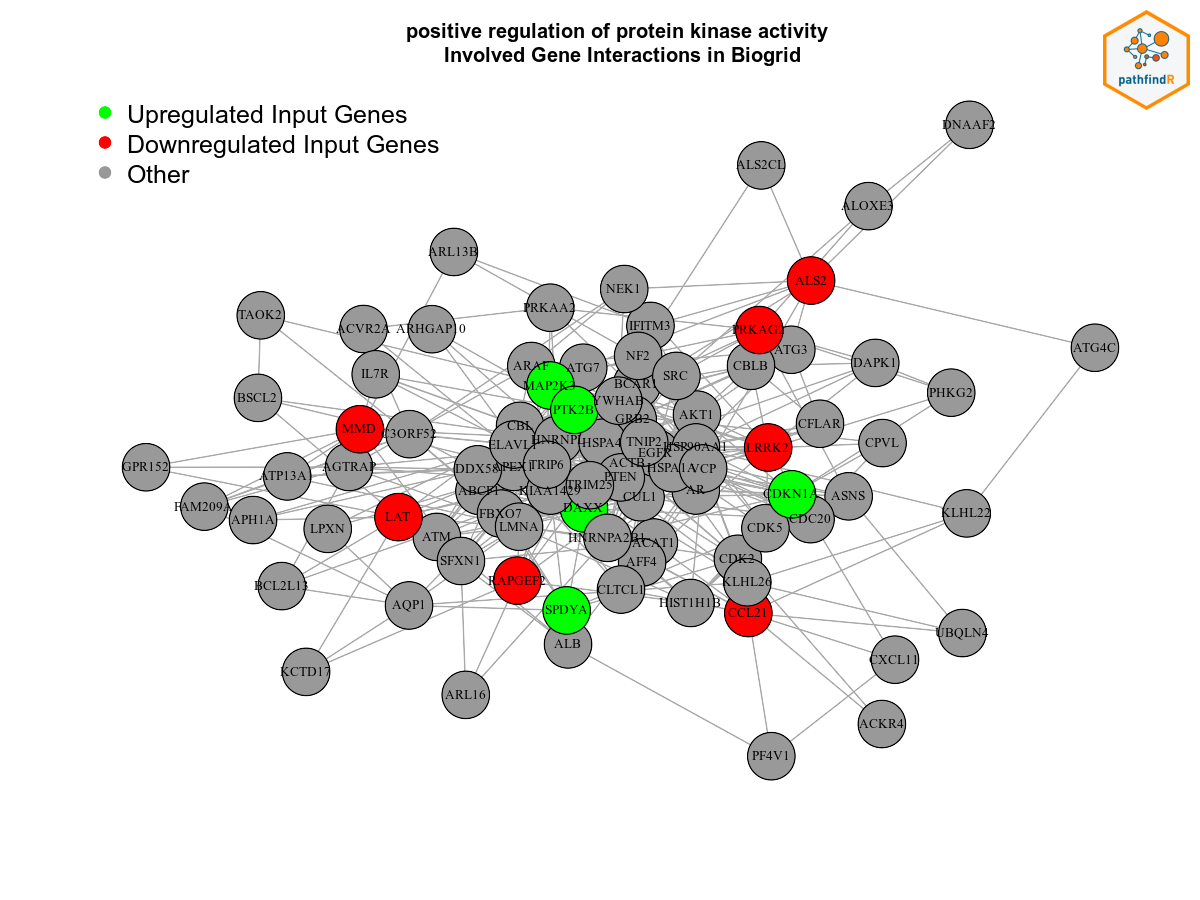 positive regulation of protein kinase activity
Involved Gene Interactions in Biogrid
pathfindR
Upregulated Input Genes
Downregulated Input Genes
Other
DNAAF2
ALS2CL
ALOXE3
ARL13B
ALS2
NEK1
PRKAA2
TAOK2
ACVR2A
ARHGAP10
IFITM3
PRKAG2
ATG3
ATG4C
NF2
ARAF
ATG7
CBLB
DAPK1
IL7R
SRC
MAP2K3
BCAR1
PHKG2
BSCL2
YWHAB
PTK2B
AKT1
GRB2
CFLAR
CBL
MMD
C3ORF52
ELAVL1
HNRNPL
HSPA4
TNIP2
EGFR
HSP90AA1
LRRK2
CPVL
GPR152
AGTRAP
ATP13A
DDX58
APEX1
TRIP6
ACTB
PTEN
HSPA1A
VCP
ABCF1
KIAA1429
TRIM25
CUL1
AR
CDKN1A
ASNS
FAM209A
APH1A
LPXN
LAT
FBXO7
LMNA
DAXX
CDC20
CDK5
KLHL22
ATM
HNRNPA2B1
ACAT1
SFXN1
AFF4
CDK2
BCL2L13
RAPGEF2
CLTCL1
KLHL26
AQP1
SPDYA
HIST1H1B
CCL21
UBQLN4
ALB
CXCL11
KCTD17
ARL16
ACKR4
PF4V1